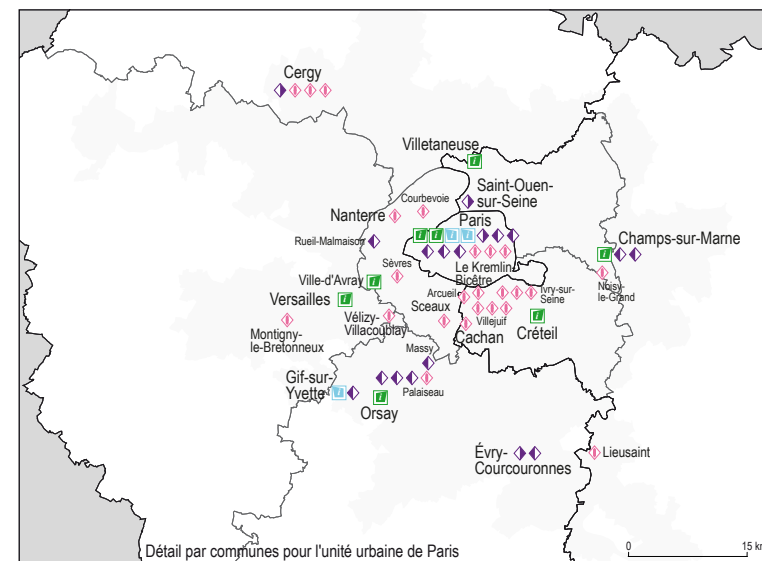 Cergy
Villetaneuse
Courbevoie
Saint-Ouen-
sur-Seine
Nanterre
Paris
Rueil-Malmaison
Champs-sur-Marne
Sèvres
Le Kremlin
Bicêtre
Noisy-
le-Grand
Ville-d'Avray
Versailles
Arcueil
Ivry-sur-
Seine
Sceaux
Vélizy-
Villacoublay
Villejuif
Créteil
Montigny-
le-Bretonneux
Cachan
Massy
Gif-sur-
Yvette
Palaiseau
Orsay
Évry-
Courcouronnes
Lieusaint
Détail par communes pour l'unité urbaine de Paris
0 15 km